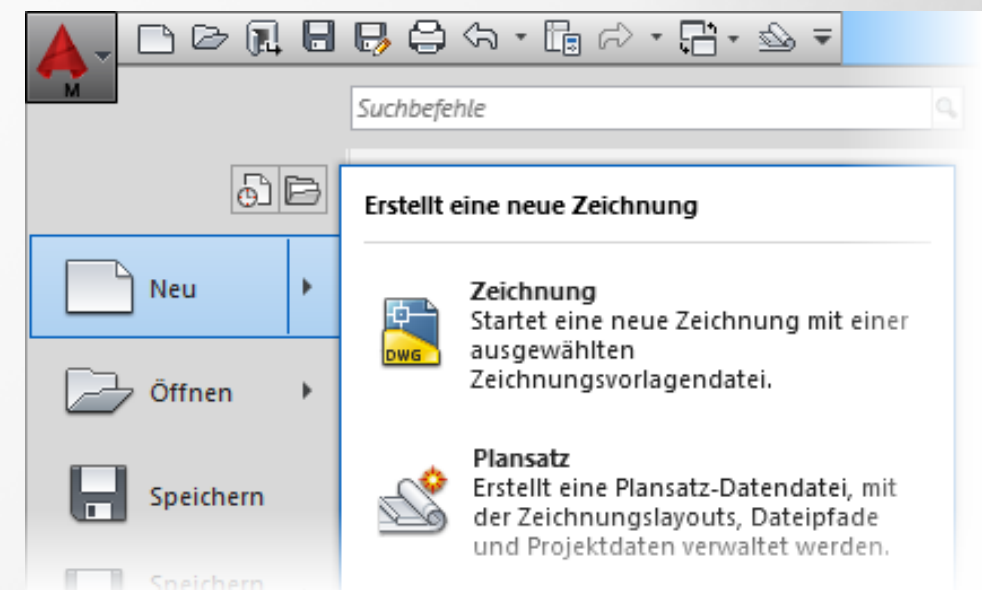 M
Suchbefehle
Erstellt eine neue Zeichnung
Neu
Zeichnung
Startet eine neue Zeichnung mit einer
ausgewählten
Zeichnungsvorlagendatei.
DWG
Öffnen
Plansatz
Erstellt eine Plansatz-Datendatei, mit
der Zeichnungslayouts, Dateipfade
und Projektdaten verwaltet werden.
Speichern
Speichern